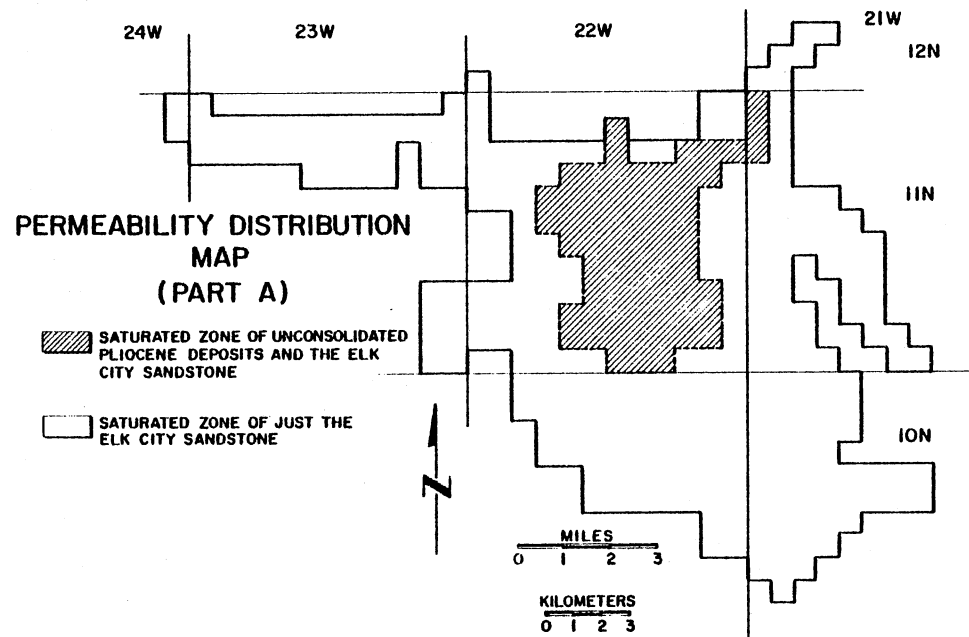 24W 23W 22W 21W
12N
11N
PERMEABILITY DISTRIBUTION
MAP
(PART A)
SATURATED ZONE OF UNCONSOLIDATED
PLIOCENE DEPOSITS AND THE ELK
CITY SANDSTONE
SATURATED ZONE OF JUST THE
ELK CITY SANDSTONE
10N
N
MILES
0 1 2 3
KILOMETERS
0 1 2 3